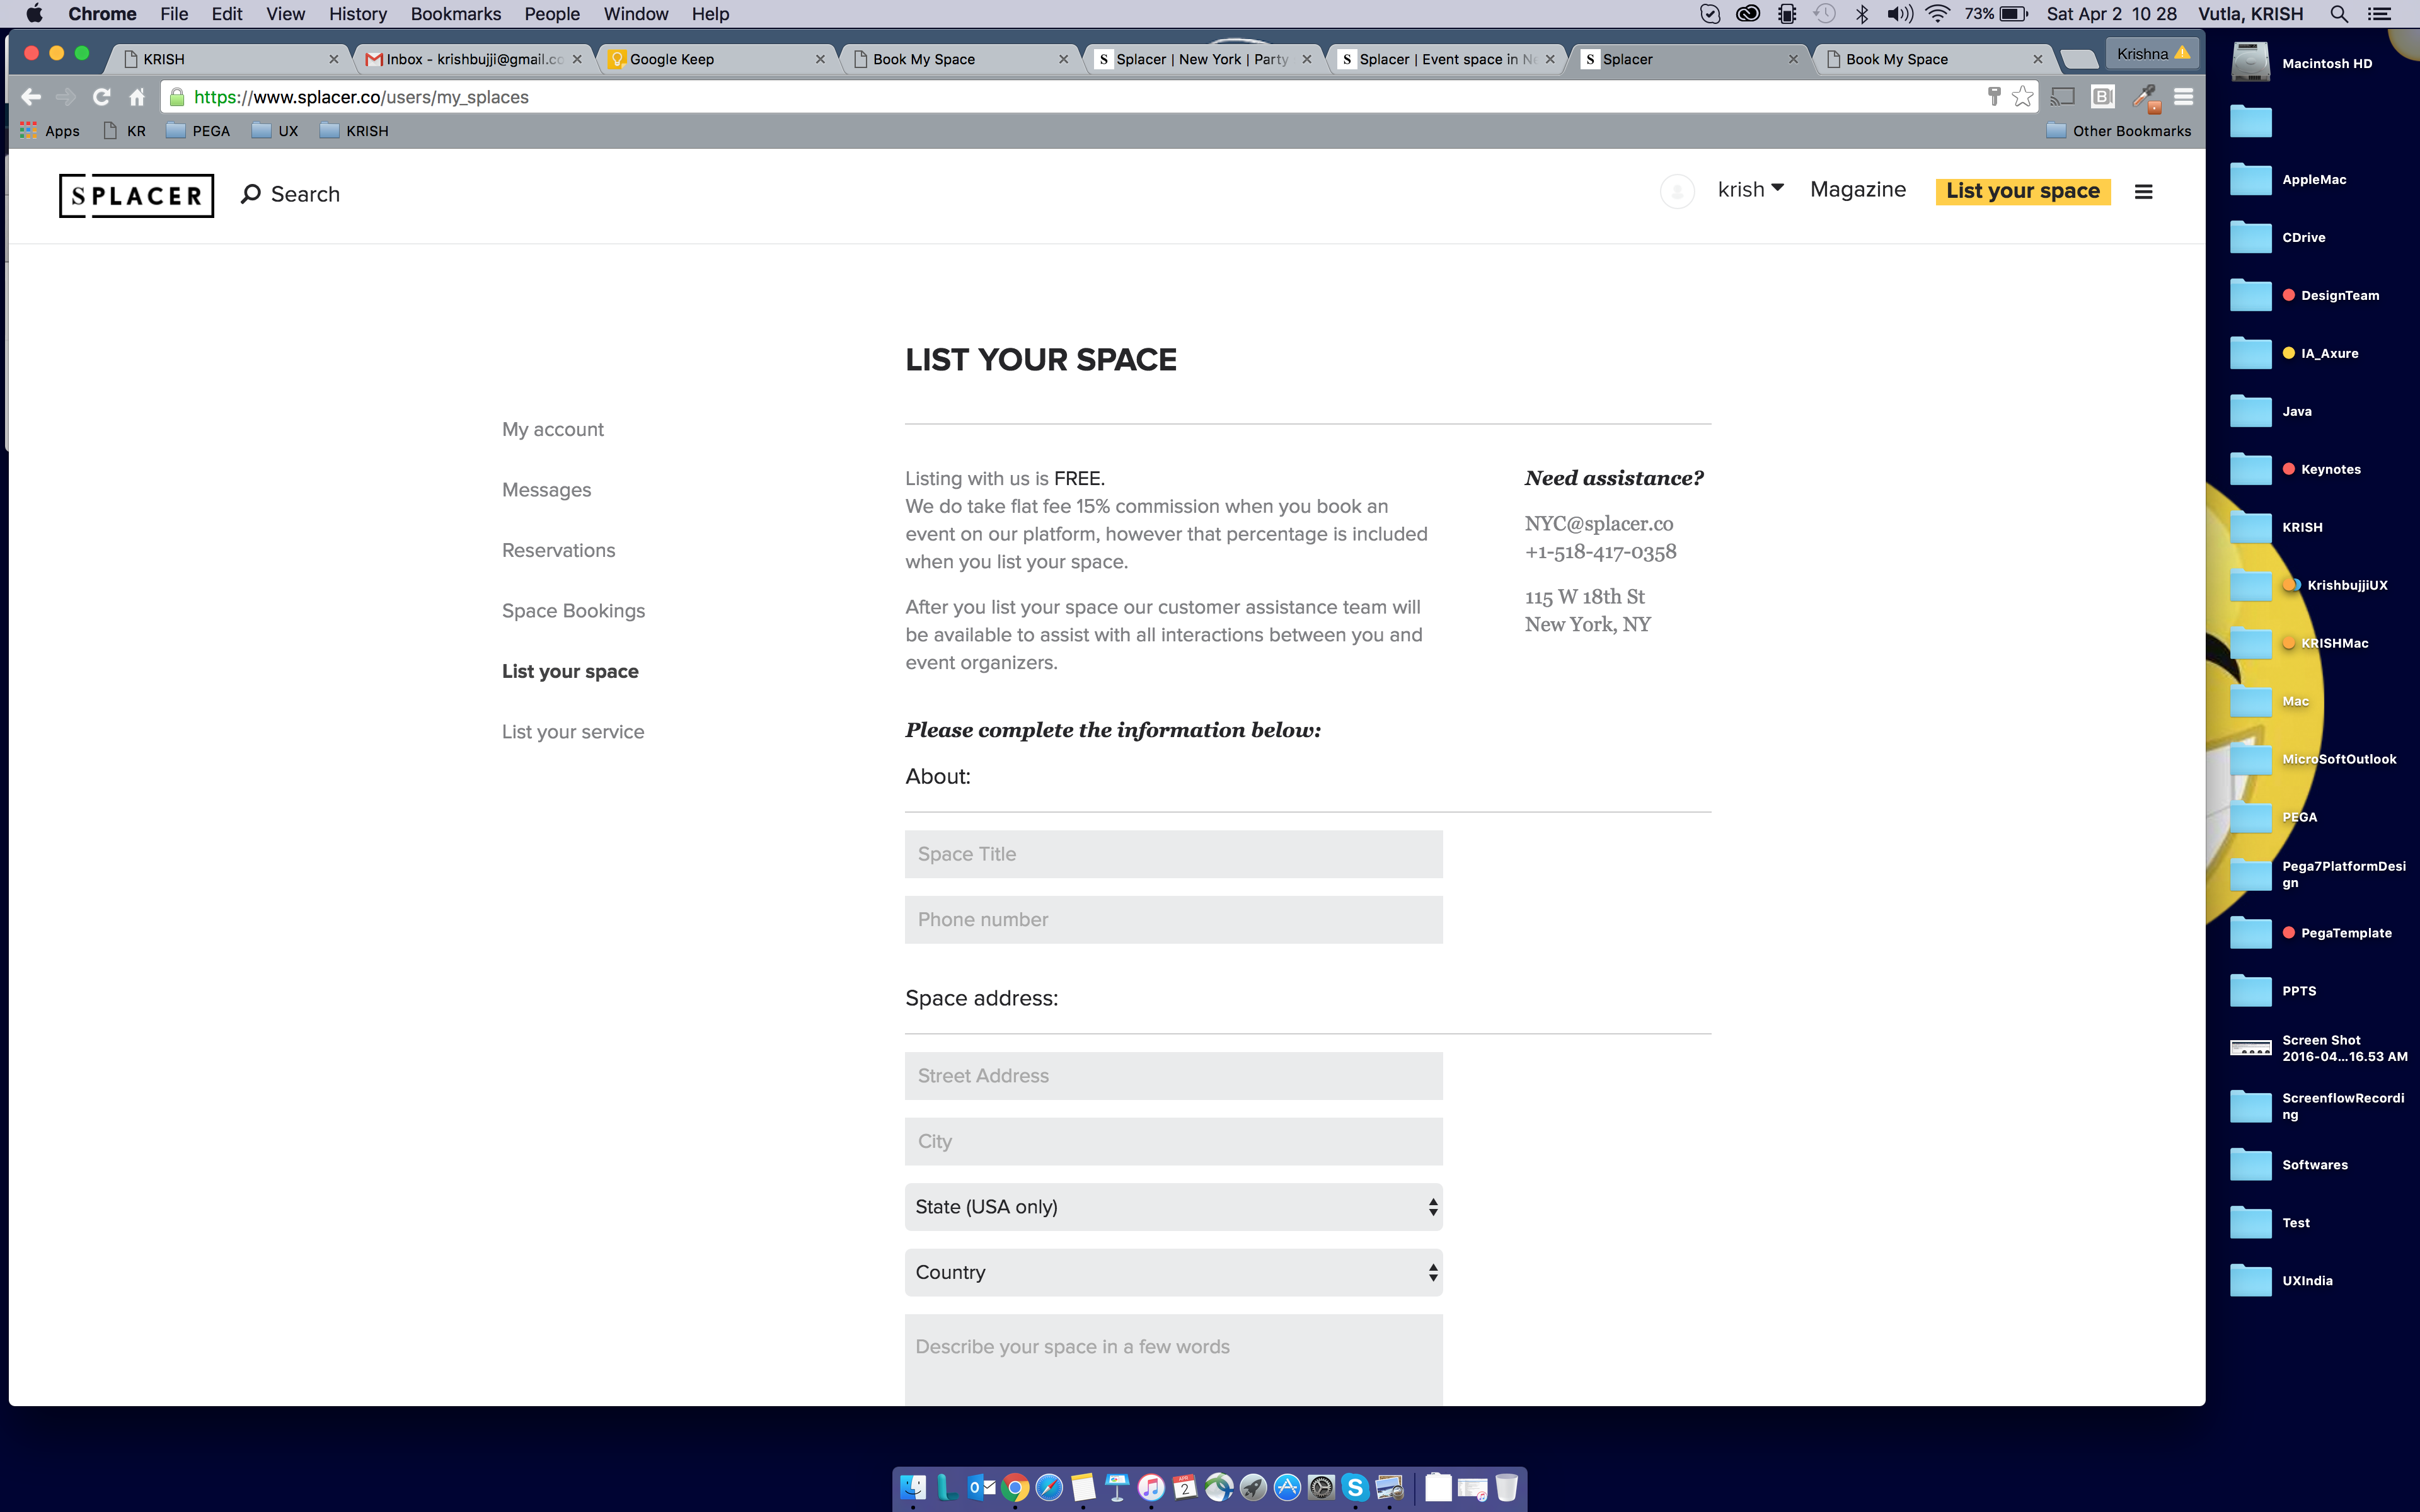 Chrome File Edit View History Bookmarks People Window Help
73% Sat Apr 2 10 28 Vutla, KRISH
KRISH
Inbox - krishbujji@gmail.co
Google Keep
Book My Space
Splacer | New York | Party
Splacer | Event space in Ne
Splacer
Book My Space
Krishna
https://www.splacer.co/users/my_splaces
Apps KR PEGA UX KRISH Other Bookmarks
SPLACER Search krish Magazine List your space
LIST YOUR SPACE
My account
Messages
Reservations
Space Bookings
List your space
List your service
Listing with us is FREE.
We do take flat fee 15% commission when you book an
event on our platform, however that percentage is included
when you list your space.
After you list your space our customer assistance team will
be available to assist with all interactions between you and
event organizers.
Need assistance?
NYC@splacer.co
+1-518-417-0358
115 W 18th St
New York, NY
Please complete the information below:
About:
Space Title
Phone number
Space address:
Street Address
City
State (USA only)
Country
Describe your space in a few words
Macintosh HD
AppleMac
CDrive
DesignTeam
IA_Axure
Java
Keynotes
KRISH
KrishbujjiUX
KRISHMac
Mac
MicroSoftOutlook
PEGA
Pega7PlatformDesi
gn
PegaTemplate
PPTS
Screen Shot
2016-04...16.53 AM
ScreenflowRecordi
ng
Softwares
Test
UXIndia